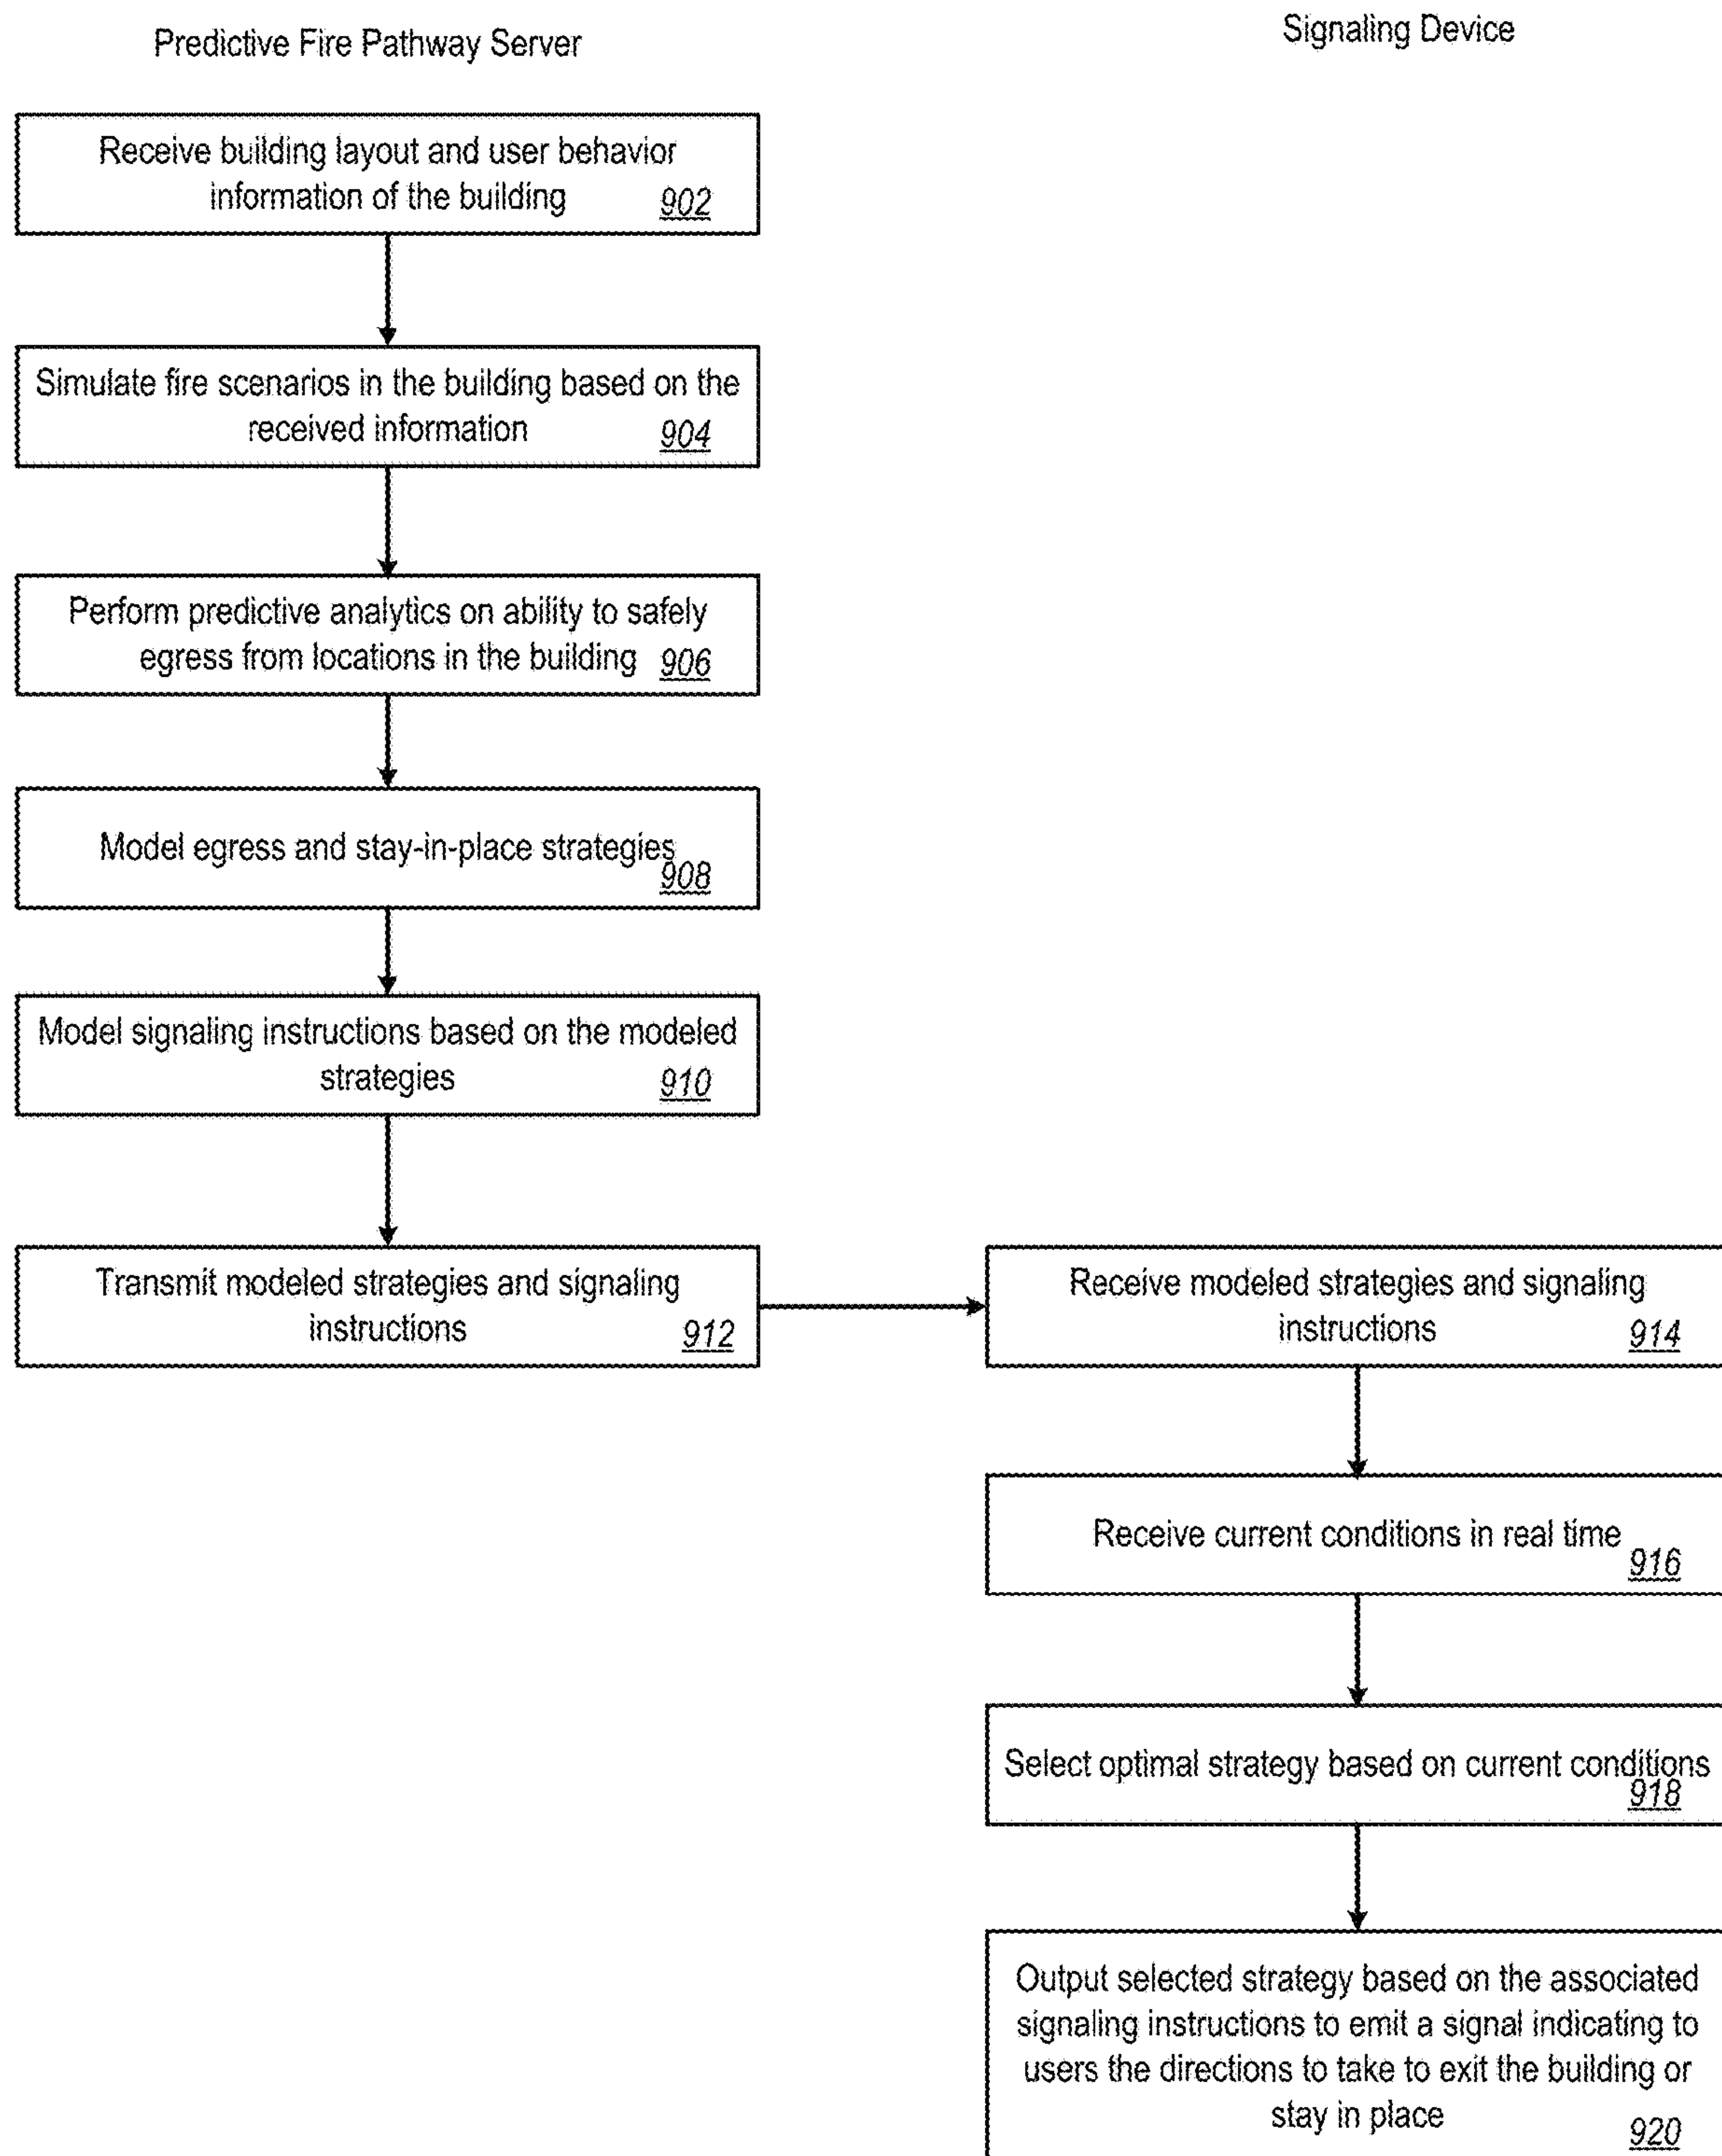 Predictive Fire Pathway Server
Signaling Device
Receive building layout and user behavior
information of the building 902
Simulate fire scenarios in the building based on the
received information 904
Perform predictive analytics on ability to safely
egress from locations in the building 906
Model egress and stay-in-place strategies
908
Model signaling instructions based on the modeled
strategies 910
Transmit modeled strategies and signaling
instructions 912
Receive modeled strategies and signaling
instructions 914
Receive current conditions in real time
916
Select optimal strategy based on current conditions
918
Output selected strategy based on the associated
signaling instructions to emit a signal indicating to
users the directions to take to exit the building or
stay in place
920